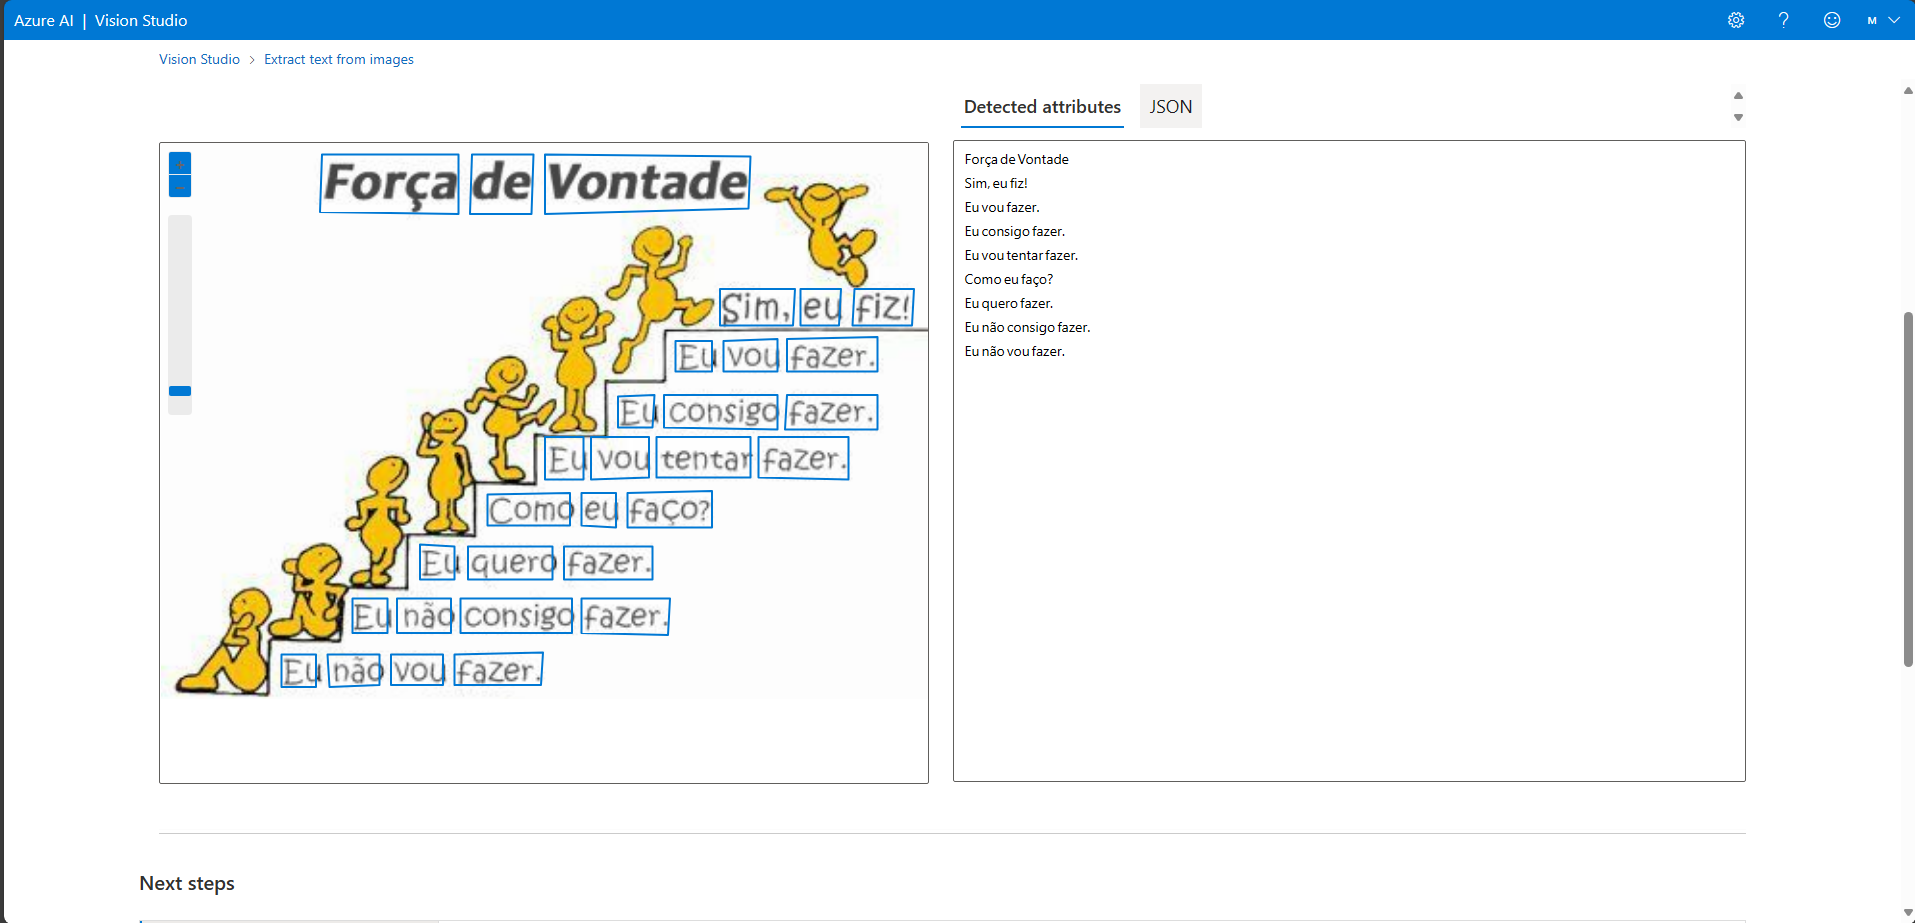 Azure AI | Vision Studio
M
Vision Studio > Extract text from images
Detected attributes
JSON
Força de Vontade
Sim, eu fiz!
Eu vou fazer.
Eu consigo fazer.
Eu vou tentar fazer.
Como eu faço?
Eu quero fazer.
Eu não consigo fazer.
Eu não vou fazer.
Força de Vontade
Sim, eu fiz!
Eu vou fazer.
Eu consigo fazer.
Eu vou tentar fazer.
Como eu faço?
Eu quero fazer.
Eu não consigo fazer.
Eu não vou fazer.
Next steps